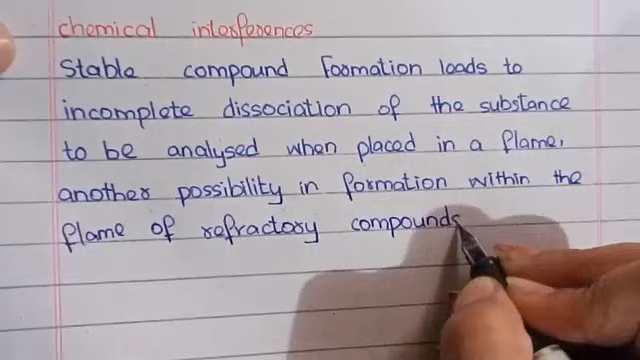 chemical interferences
Stable compound Formation leads to
incomplete dissociation of the substance
to be analysed when placed in a flame,
another possibility in formation within the
flame of refractory compounds